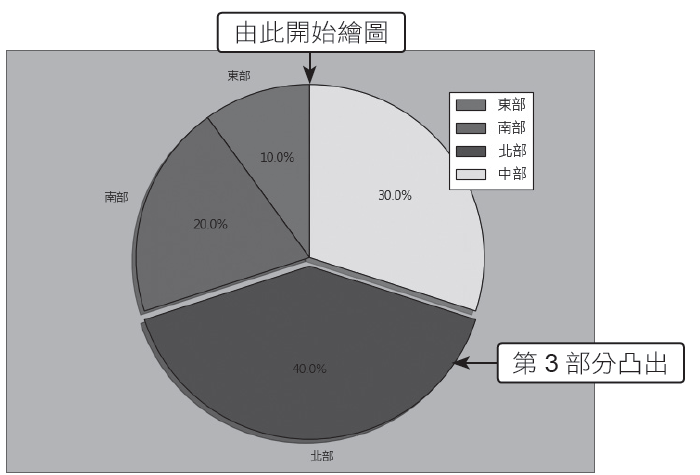 由此開始繪圖
東部
東部
南部
北部
中部
10.0%
30.0%
南部
20.0%
第 3 部分凸出
40.0%
北部